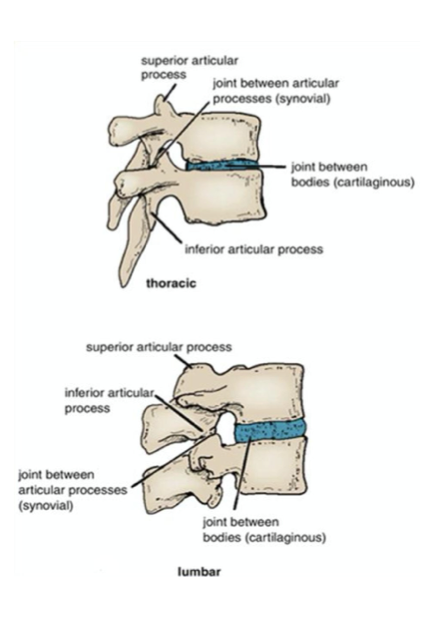 superior articular
process
joint between articular
processes (synovial)
joint between
bodies (cartilaginous)
inferior articular process
thoracic
superior articular process
inferior articular
process
joint between
articular processes
(synovial)
joint between
bodies (cartilaginous)
lumbar